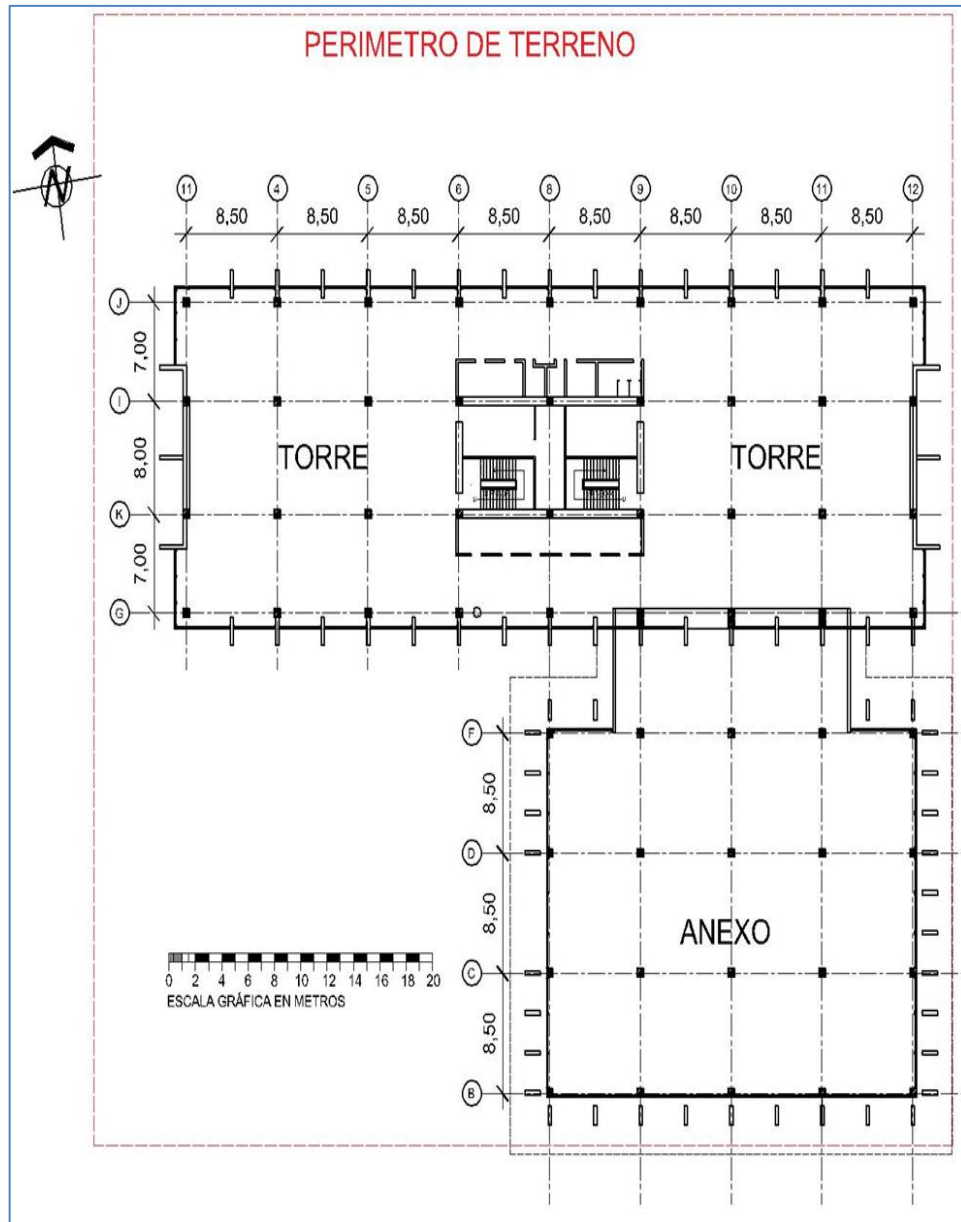 PERIMETRO DE TERRENO
N
11 4 5 6 8 9 10 11 12
8,50 8,50 8,50 8,50 8,50 8,50 8,50 8,50
J
7,00
I
8,00
TORRE TORRE
K
7,00
G
F
8,50
D
8,50
ANEXO
C
8,50
B
0 2 4 6 8 10 12 14 16 18 20
ESCALA GRÁFICA EN METROS